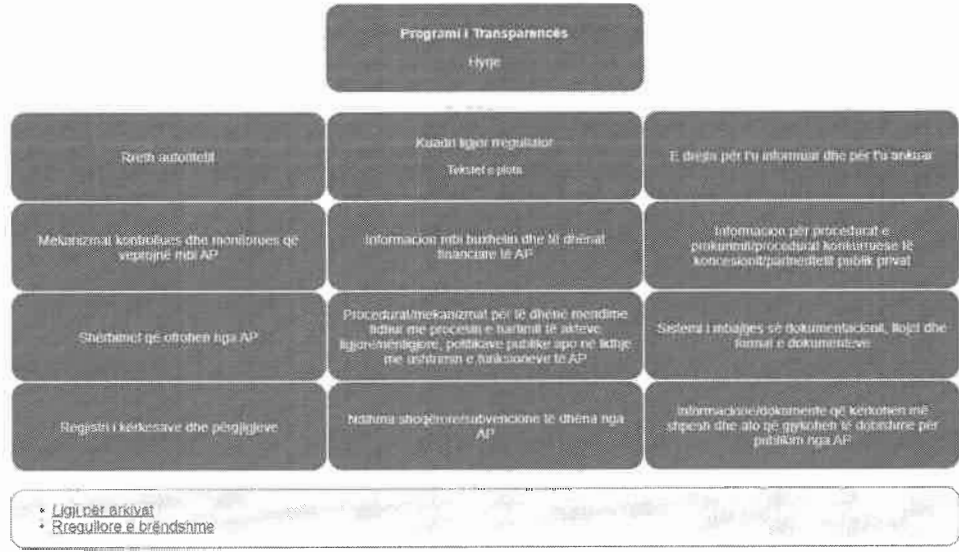 Programi i Transparencës
Hyrje
Rreth autoritetit
Kuadri ligjor rregullator
Tekstet e plota
E drejta për t'u informuar dhe për t'u ankuar
Mekanizmat kontrollues dhe monitorues që
veprojnë mbi AP
Informacion mbi buxhetin dhe të dhënat
financiare të AP
Informacion për procedurat e
prokurimit/procedurat konkurruese të
koncesionit/partneritetit publik privat
Shërbimet që ofrohen nga AP
Procedurat/mekanizmat për të dhënë mendime
lidhur me procesin e hartimit të akteve
ligjore/nënligjore, politikave publike apo në lidhje
me ushtrimin e funksioneve të AP
Sistemi i mbajtjes së dokumentacionit, llojet dhe
format e dokumenteve
Regjistri i kërkesave dhe përgjigjeve
Ndihma shoqërore/subvencione të dhëna nga
AP
Informacione/dokumente që kërkohen më
shpesh dhe ato që gjykohen të dobishme për
publikim nga AP
• Ligji për arkivat
• Rregullore e brëndshme